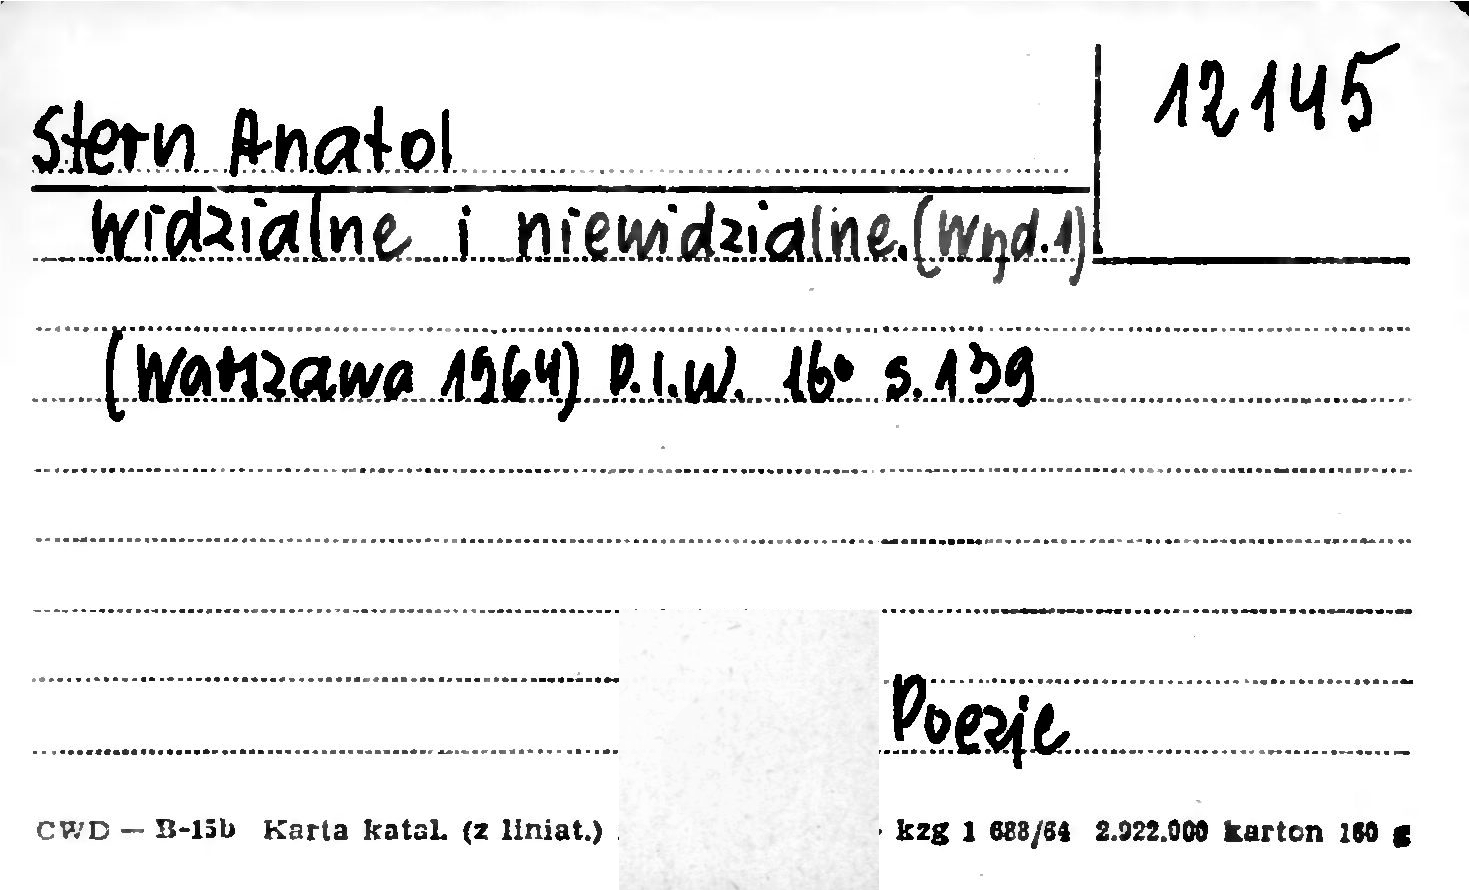 12145
Stern Anatol
Widzialne i niewidzialne. (Wyd. 1)
(Warszawa 1964) P.I.W. 16° s. 139
Poezje
CWD — B-15b Karta katal. (z liniat.) kzg 1 688/64 2.922.000 karton 160 g